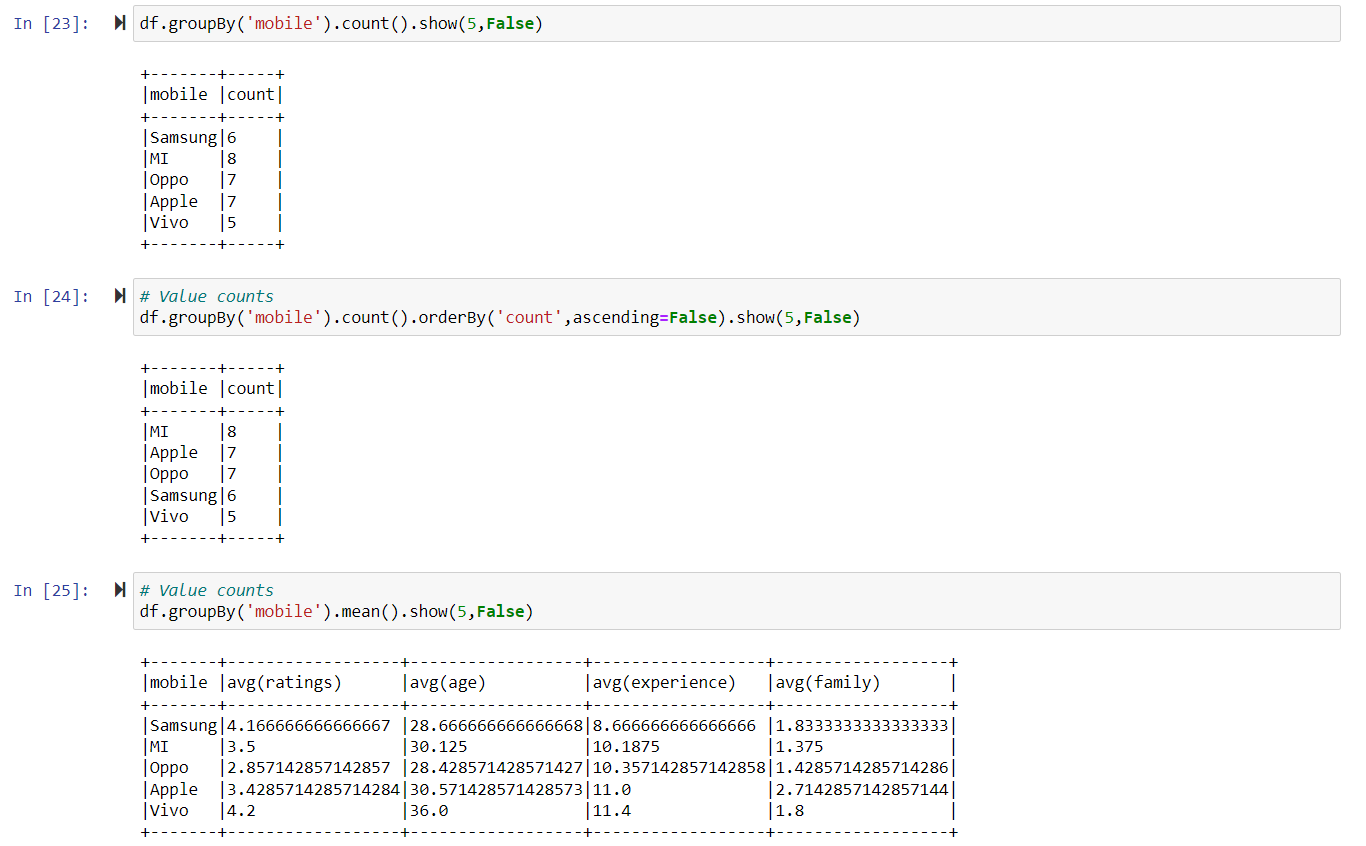 In [23]: df.groupBy('mobile').count().show(5,False)
+-------+-----+
|mobile |count|
+-------+-----+
|Samsung|6    |
|MI     |8    |
|Oppo   |7    |
|Apple  |7    |
|Vivo   |5    |
+-------+-----+
In [24]: # Value counts
df.groupBy('mobile').count().orderBy('count',ascending=False).show(5,False)
+-------+-----+
|mobile |count|
+-------+-----+
|MI     |8    |
|Apple  |7    |
|Oppo   |7    |
|Samsung|6    |
|Vivo   |5    |
+-------+-----+
In [25]: # Value counts
df.groupBy('mobile').mean().show(5,False)
+-------+------------------+------------------+------------------+------------------+
|mobile |avg(ratings)      |avg(age)          |avg(experience)   |avg(family)       |
+-------+------------------+------------------+------------------+------------------+
|Samsung|4.166666666666667 |28.666666666666668|8.666666666666666 |1.8333333333333333|
|MI     |3.5               |30.125            |10.1875           |1.375             |
|Oppo   |2.857142857142857 |28.428571428571427|10.357142857142858|1.4285714285714286|
|Apple  |3.4285714285714284|30.571428571428573|11.0              |2.7142857142857144|
|Vivo   |4.2               |36.0              |11.4              |1.8               |
+-------+------------------+------------------+------------------+------------------+